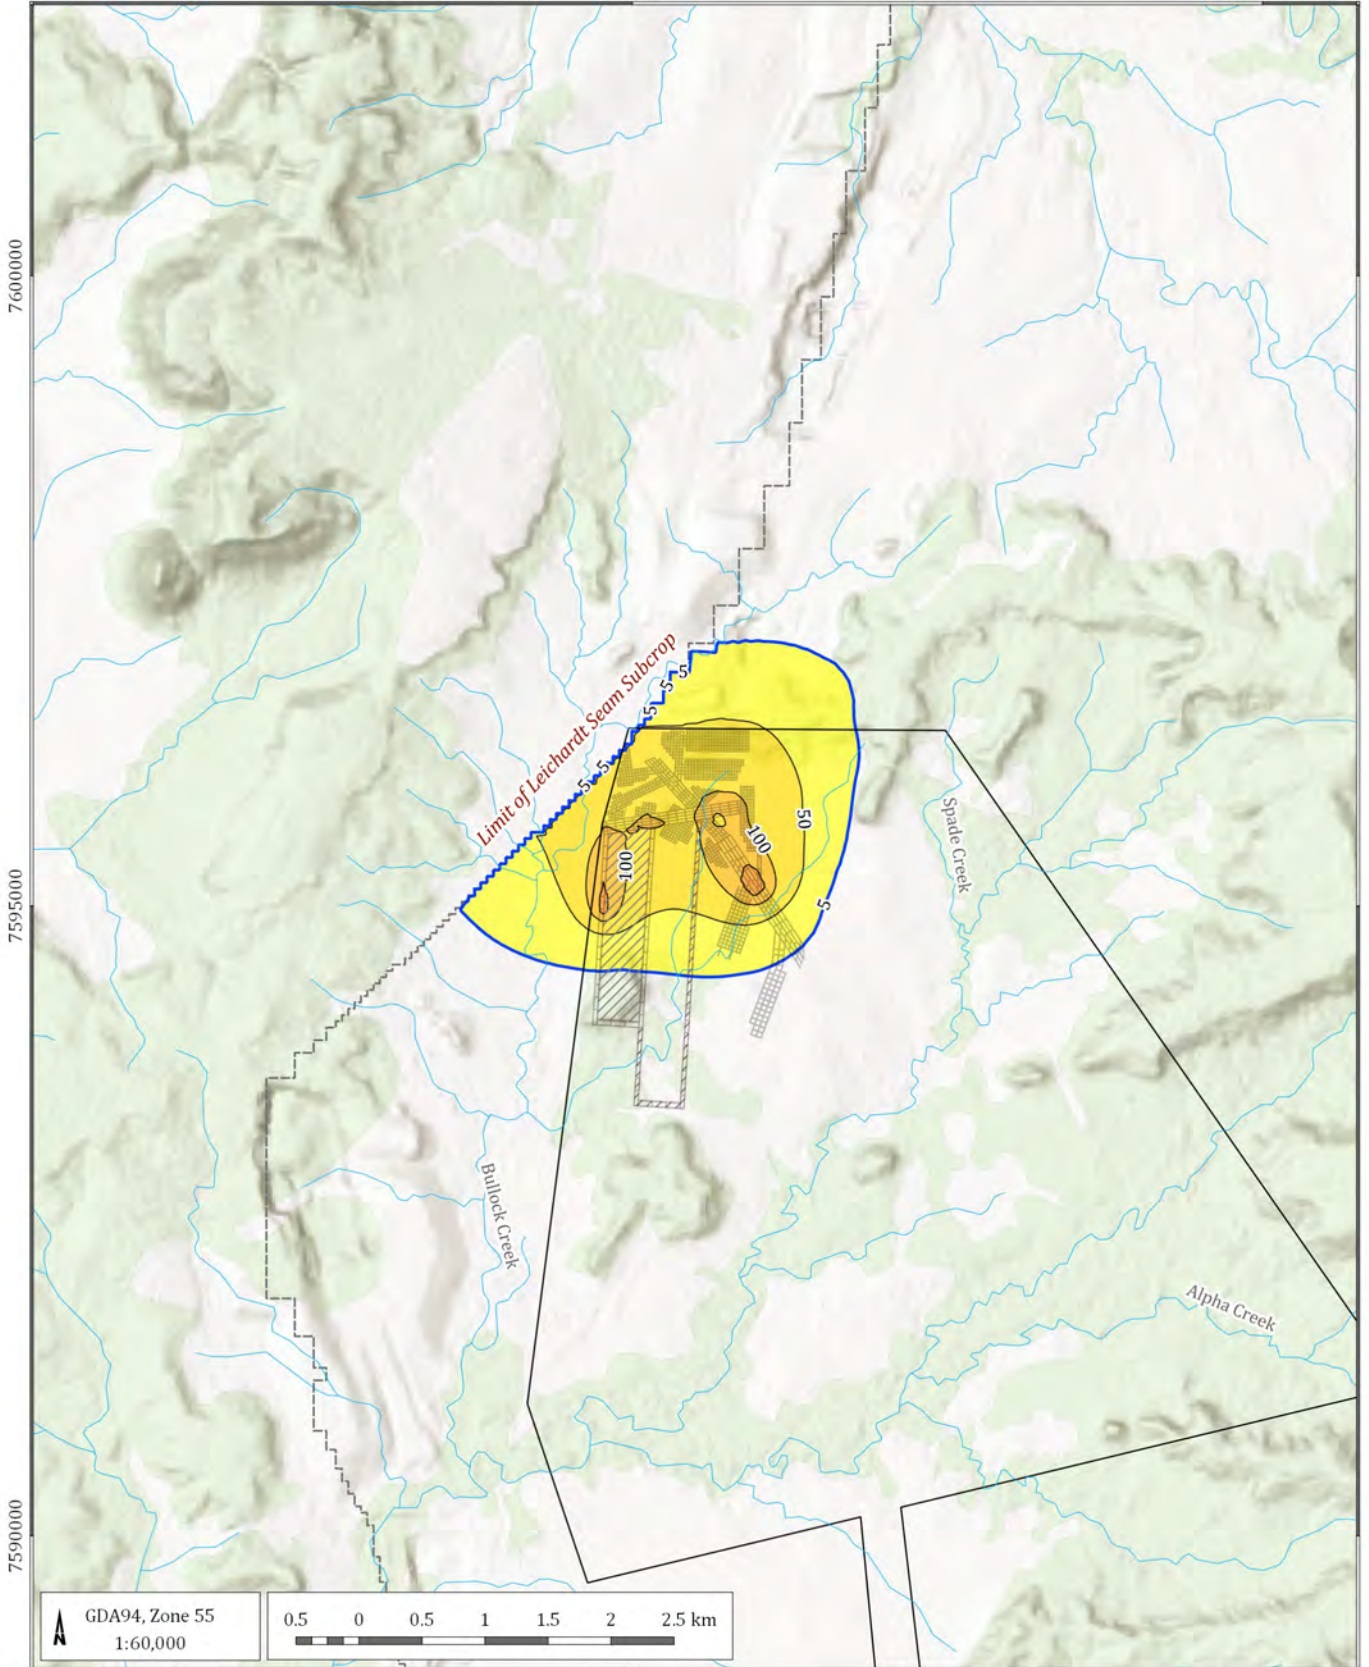 7600000
Limit of Leichardt Seam Subcrop
5
5
5
5
5
50
100
100
5
7595000
Spade Creek
Bullock Creek
Alpha Creek
7590000
GDA94, Zone 55
1:60,000
N
0.5 0 0.5 1 1.5 2 2.5 km